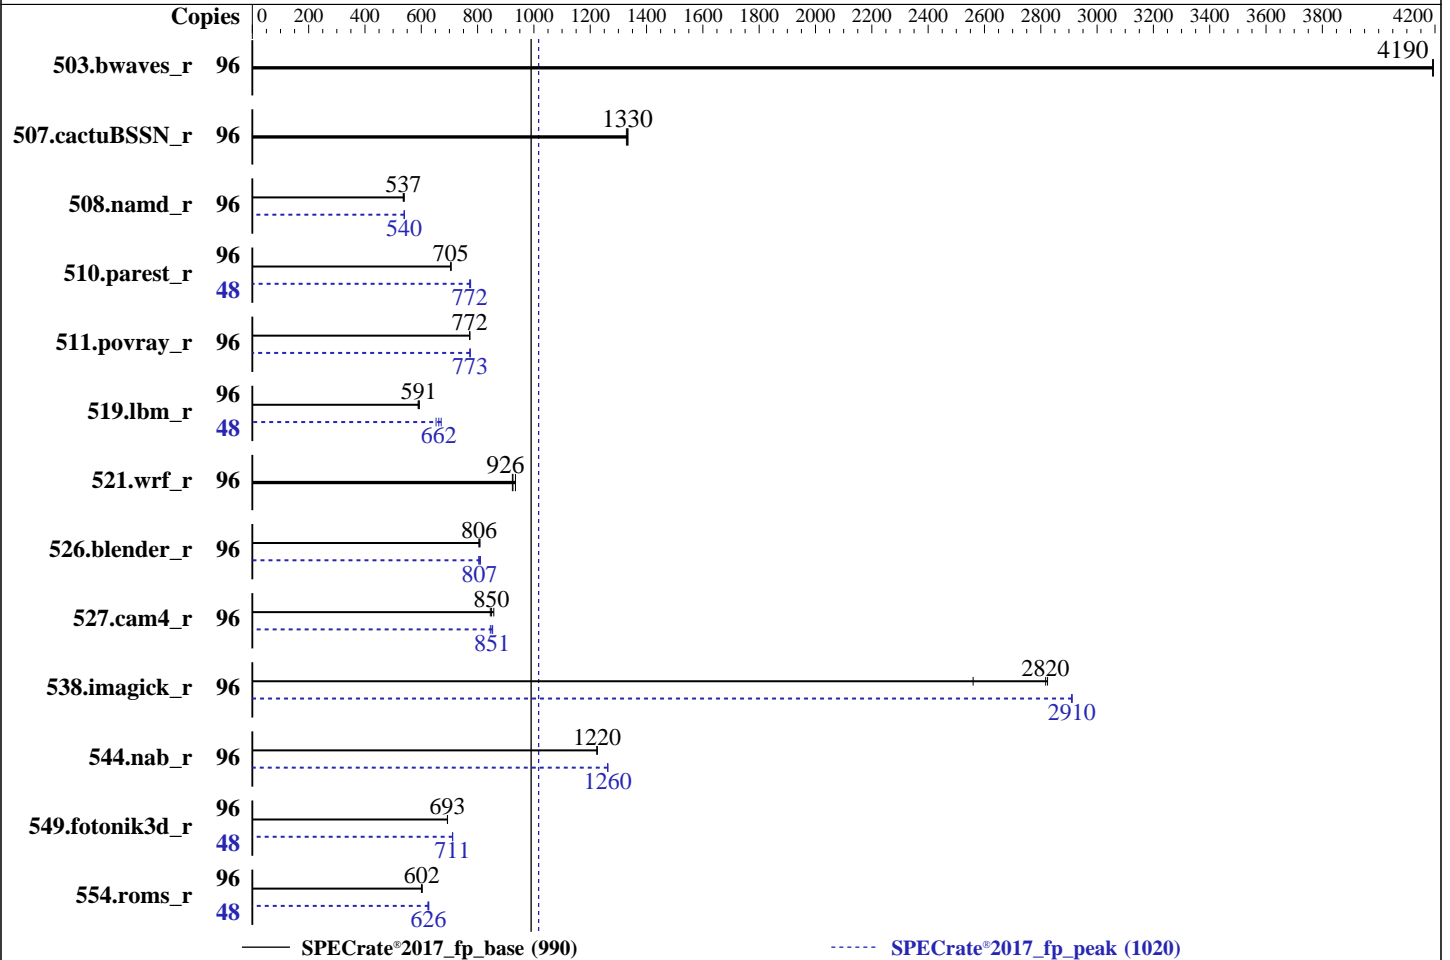 Copies 0 200 400 600 800 1000 1200 1400 1600 1800 2000 2200 2400 2600 2800 3000 3200 3400 3600 3800 4200
503.bwaves_r 96 4190
507.cactuBSSN_r 96 1330
537
508.namd_r 96
540
96 705
510.parest_r
48 772
772
511.povray_r 96
773
96 591
519.lbm_r
48 662
926
521.wrf_r 96
806
526.blender_r 96
807
850
527.cam4_r 96
851
2820
538.imagick_r 96
2910
1220
544.nab_r 96
1260
96 693
549.fotonik3d_r
48 711
96 602
554.roms_r
48 626
SPECrate®2017_fp_base (990) SPECrate®2017_fp_peak (1020)